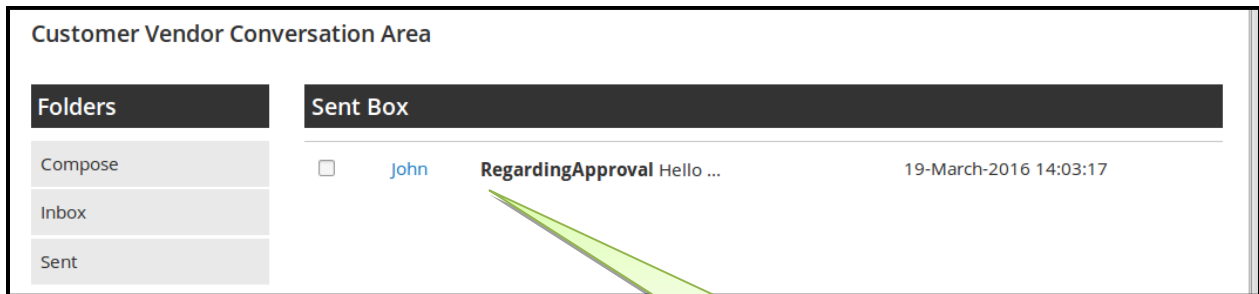 Customer Vendor Conversation Area
Folders
Sent Box
Compose
John RegardingApproval Hello ... 19-March-2016 14:03:17
Inbox
Sent